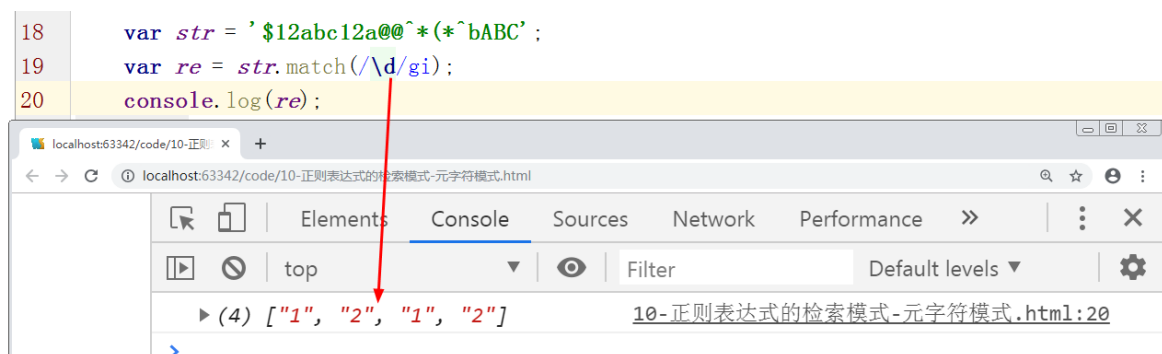 18 var str = '$12abc12a@@^*(*^bABC';
19 var re = str.match(/\d/gi);
20 console.log(re);
localhost:63342/code/10-正则 × +
localhost:63342/code/10-正则表达式的检索模式-元字符模式.html
Elements Console Sources Network Performance »
top ▼ Filter Default levels ▼
▶ (4) ["1", "2", "1", "2"] 10-正则表达式的检索模式-元字符模式.html:20
>